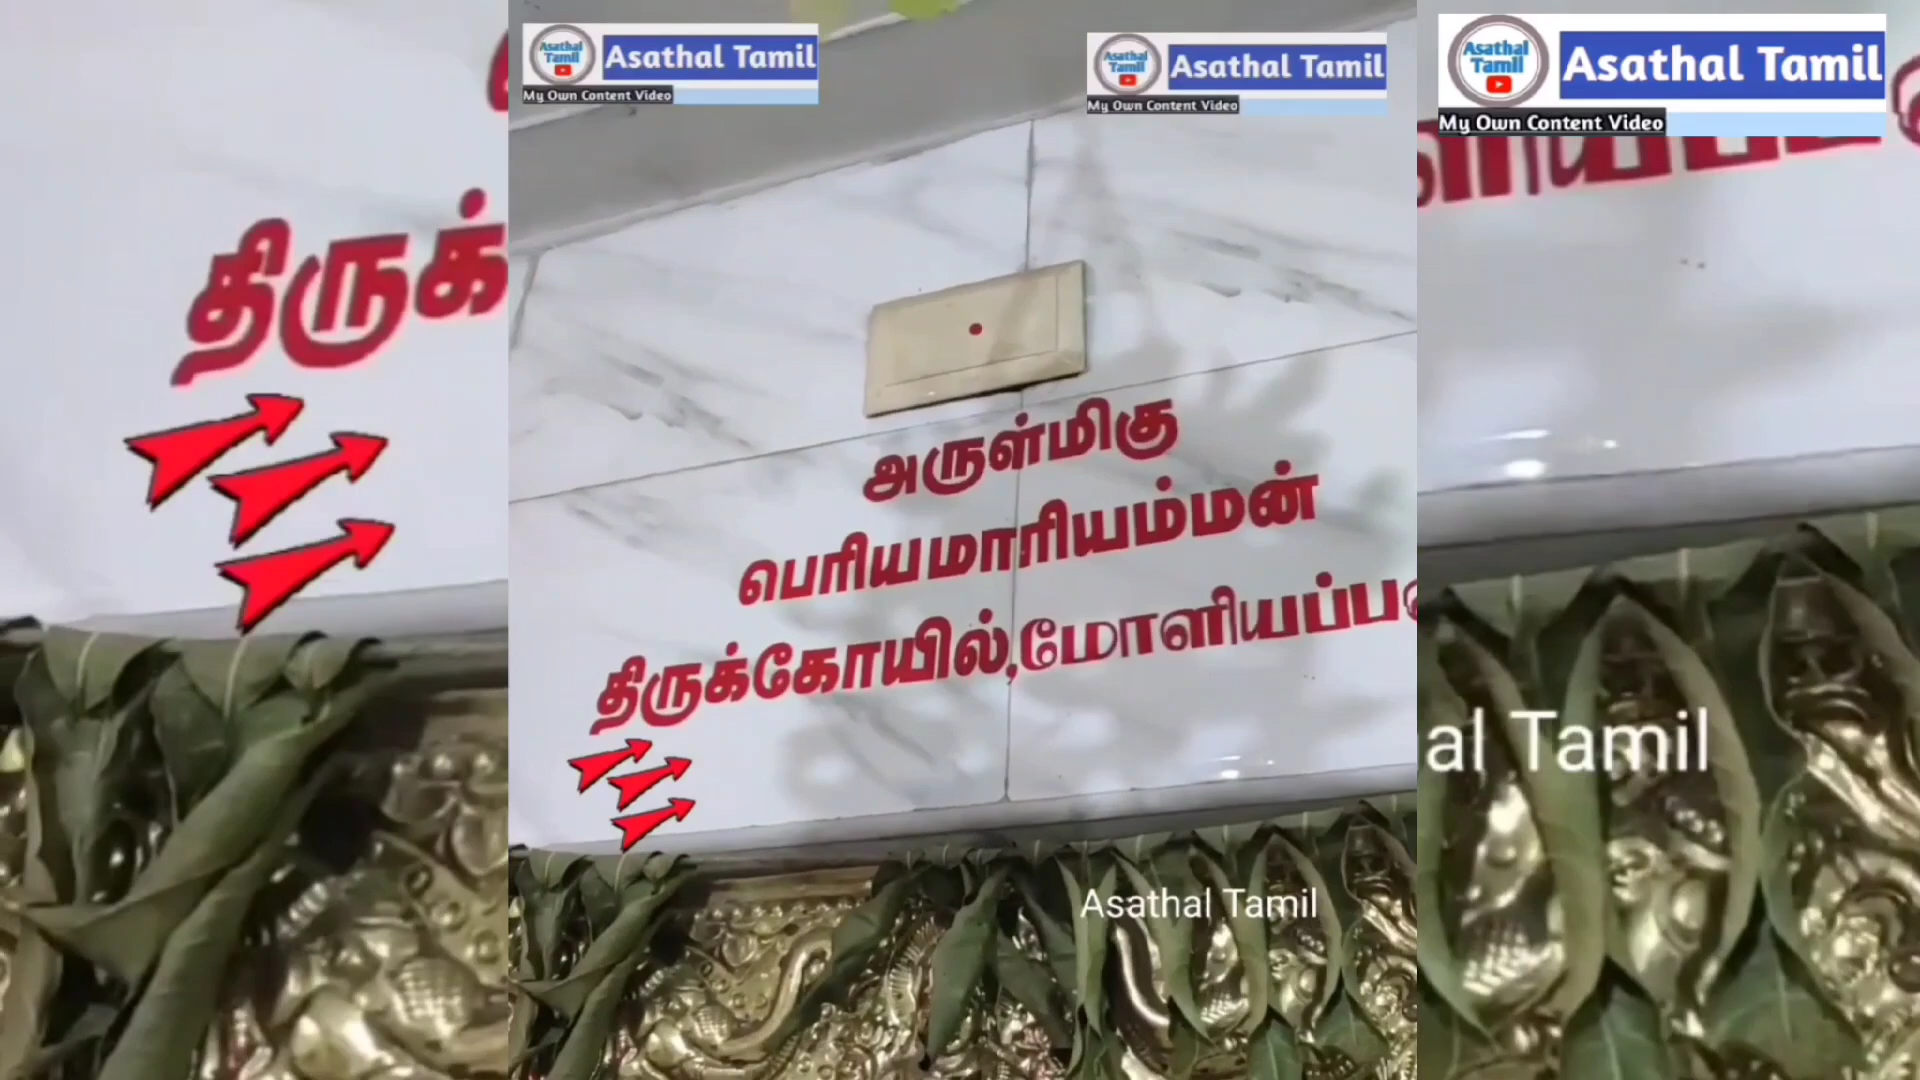 Asathal Tamil
My Own Content Video
Asathal Tamil
My Own Content Video
Asathal Tamil
My Own Content Video
அருள்மிகு
பெரியமாரியம்மன்
திருக்கோயில்,மோளியப்ப
Asathal Tamil
திருக்
al Tamil